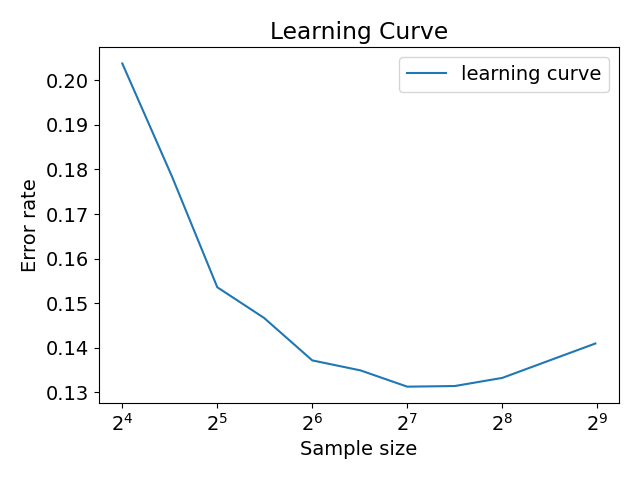 Learning Curve
learning curve
Error rate
0.20
0.19
0.18
0.17
0.16
0.15
0.14
0.13
2⁴ 2⁵ 2⁶ 2⁷ 2⁸ 2⁹
Sample size